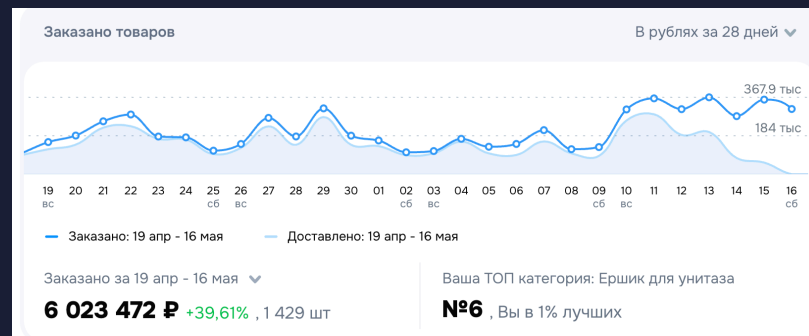 Заказано товаров
В рублях за 28 дней
367.9 тыс
184 тыс
19 20 21 22 23 24 25 26 27 28 29 30 01 02 03 04 05 06 07 08 09 10 11 12 13 14 15 16
вс сб вс сб вс сб вс сб
Заказано: 19 апр - 16 мая Доставлено: 19 апр - 16 мая
Заказано за 19 апр - 16 мая
6 023 472 ₽ +39,61% , 1 429 шт
Ваша ТОП категория: Ершик для унитаза
№6 , Вы в 1% лучших